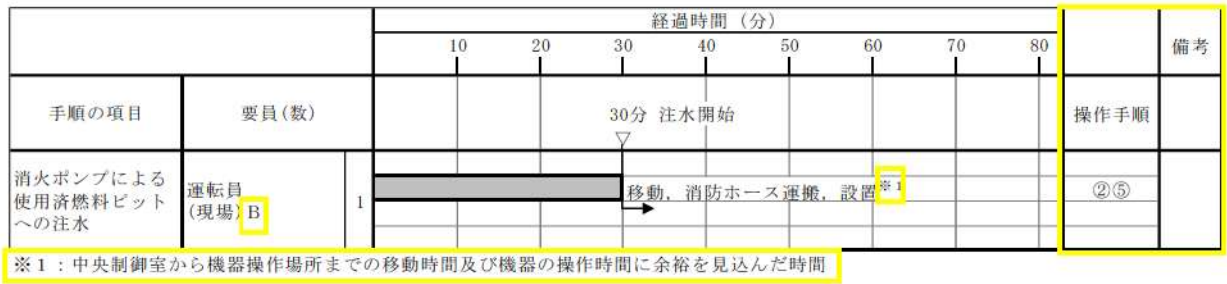 経過時間（分）
10 20 30 40 50 60 70 80
備考
手順の項目 要員(数) 操作手順
30分 注水開始
▽
消火ポンプによる
使用済燃料ピット
への注水
運転員
(現場)B
1
移動，消防ホース運搬，設置※1
②⑤
※1：中央制御室から機器操作場所までの移動時間及び機器の操作時間に余裕を見込んだ時間